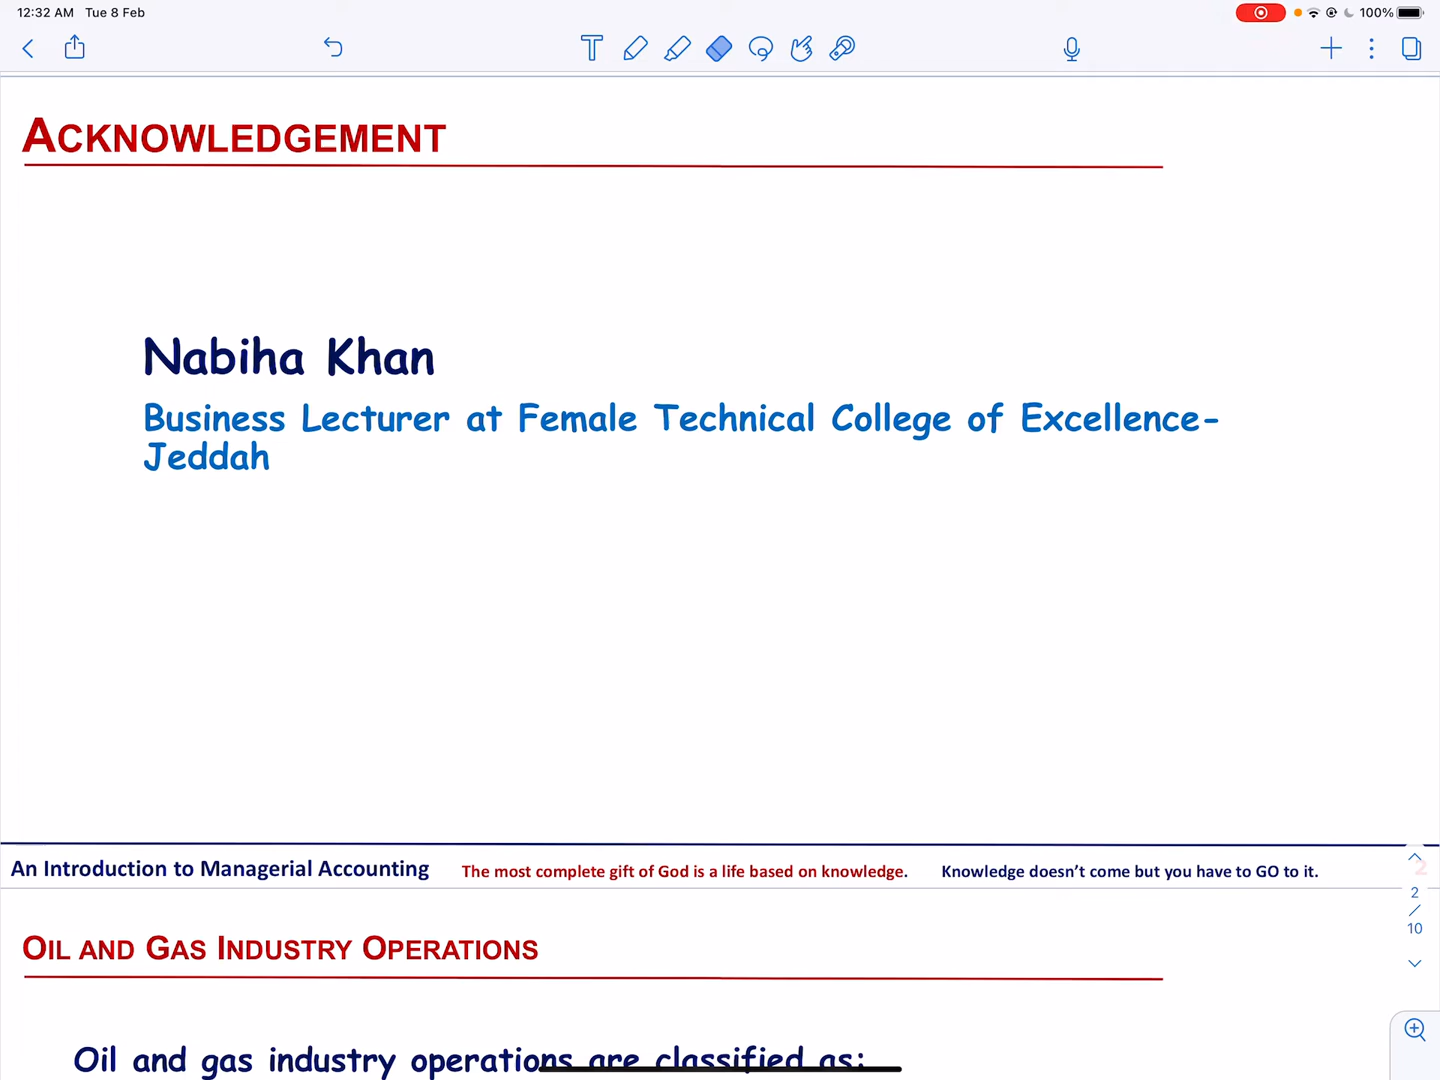 12:32 AM Tue 8 Feb
100%
ACKNOWLEDGEMENT
Nabiha Khan
Business Lecturer at Female Technical College of Excellence-
Jeddah
An Introduction to Managerial Accounting The most complete gift of God is a life based on knowledge. Knowledge doesn’t come but you have to GO to it.
2
2
/
10
OIL AND GAS INDUSTRY OPERATIONS
Oil and gas industry operations are classified as: